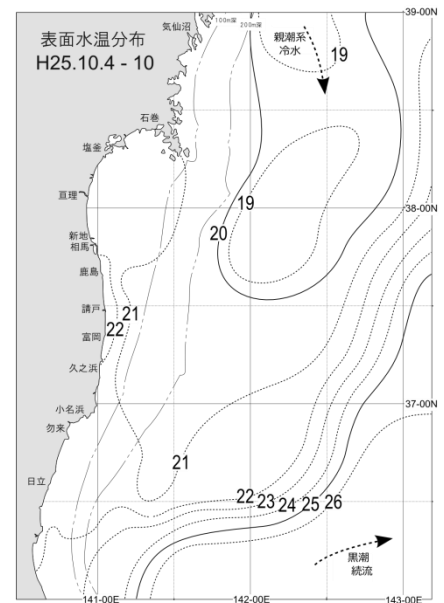 39-00N
気仙沼
100m深
200m深
表面水温分布
H25.10.4 - 10
親潮系
冷水
19
石巻
塩釜
亘理
38-00N
19
20
新地
相馬
鹿島
請戸
21
22
富岡
久之浜
37-00N
小名浜
勿来
21
日立
22
23
24
25
26
黒潮
続流
141-00E
142-00E
143-00E